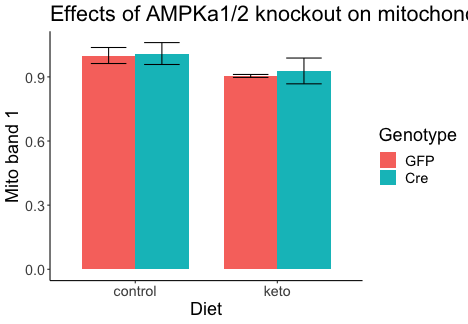 Effects of AMPKa1/2 knockout on mitochond
Mito band 1
0.9
0.6
0.3
0.0
control
keto
Diet
Genotype
GFP
Cre